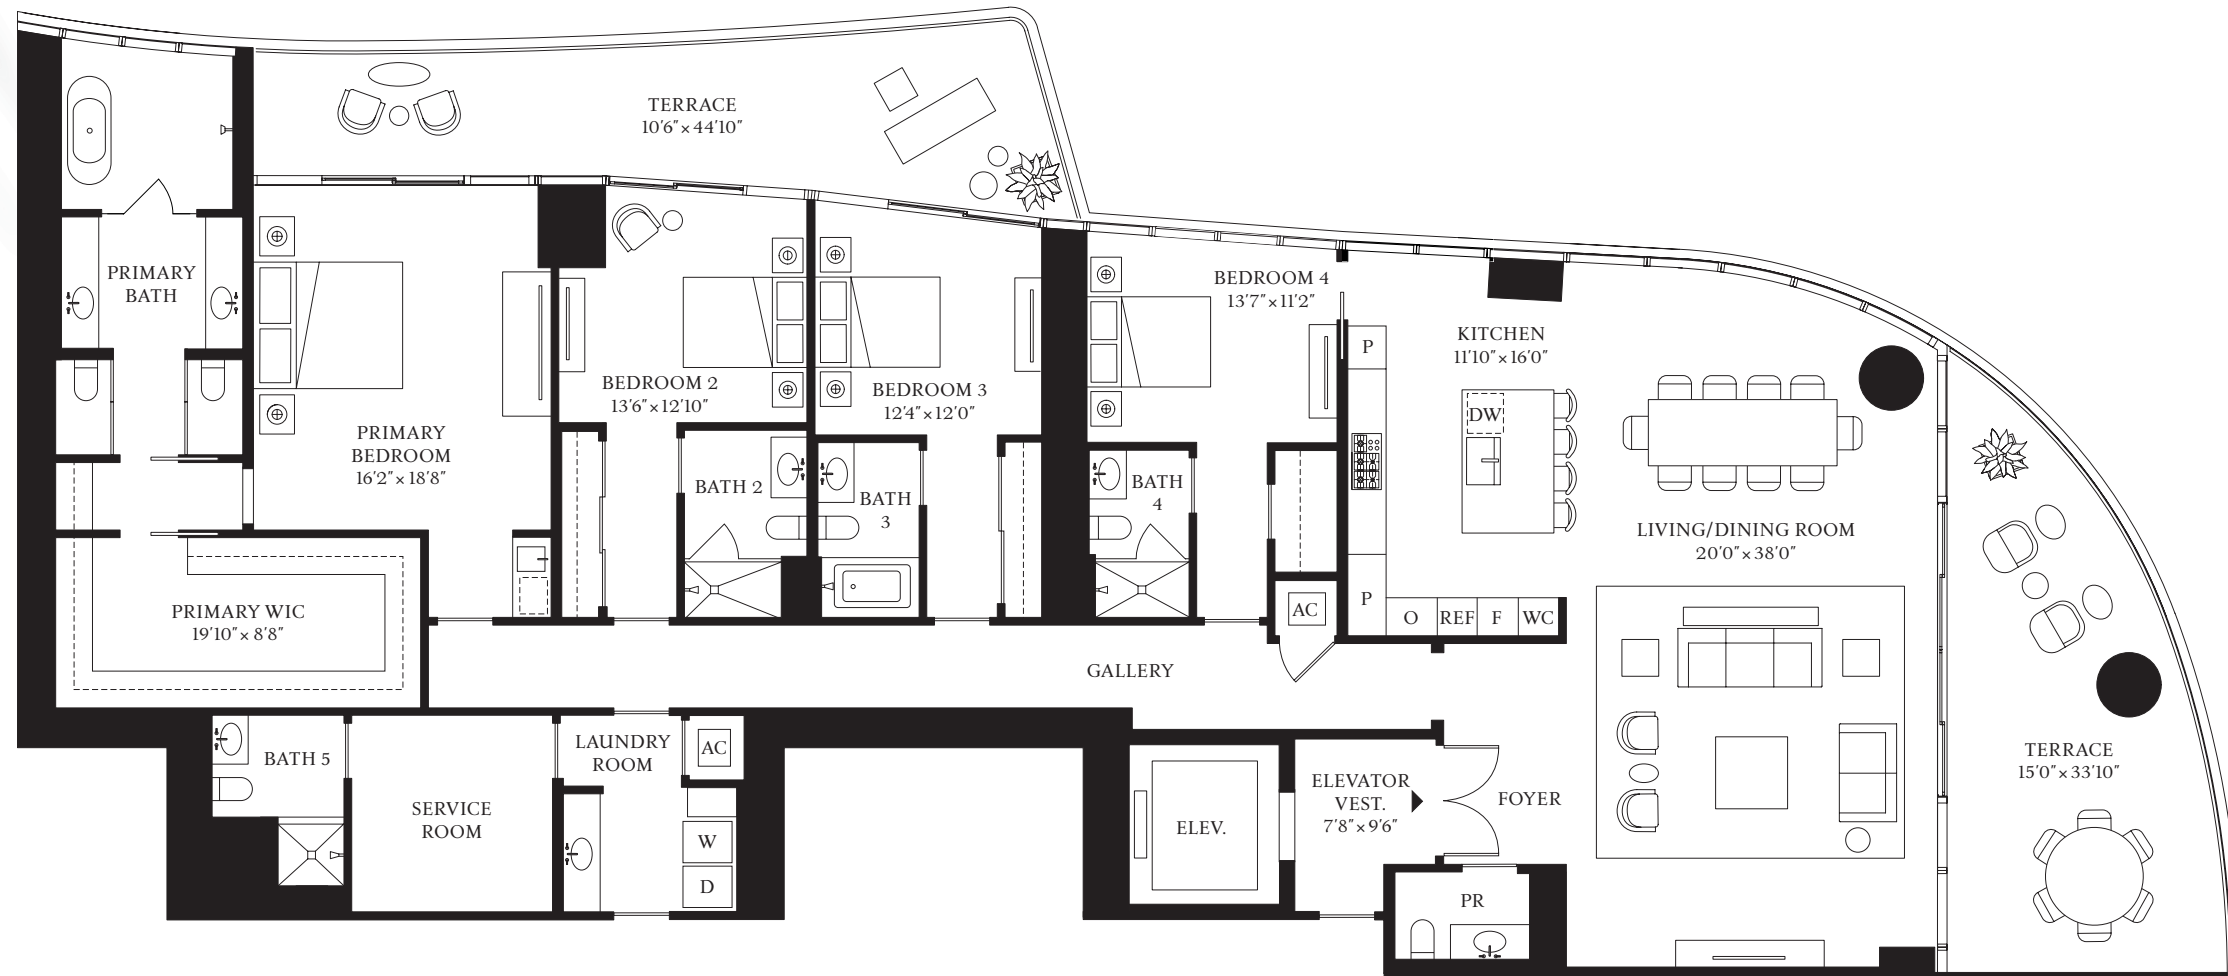 TERRACE
10'6"×44'10"
PRIMARY
BATH
BEDROOM 4
13'7"×11'2"
KITCHEN
11'10"×16'0"
P
BEDROOM 2
13'6"×12'10"
BEDROOM 3
12'4"×12'0"
DW
PRIMARY
BEDROOM
16'2"×18'8"
BATH 2
BATH
3
BATH
4
LIVING/DINING ROOM
20'0"×38'0"
PRIMARY WIC
19'10"×8'8"
AC
P
O
REF
F
WC
GALLERY
BATH 5
LAUNDRY
ROOM
AC
TERRACE
15'0"×33'10"
SERVICE
ROOM
W
D
ELEV.
ELEVATOR
VEST.
7'8"×9'6"
FOYER
PR